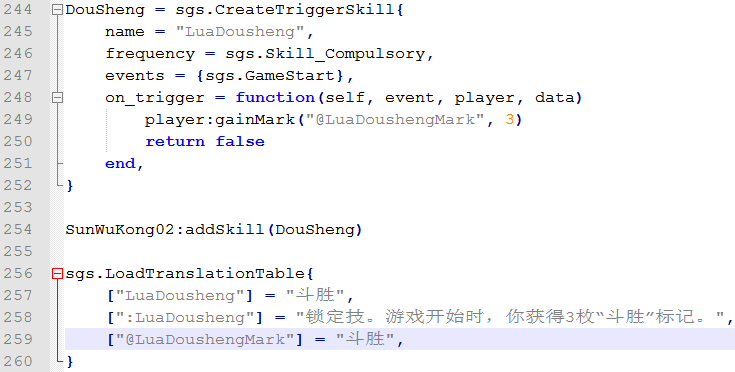 244 DouSheng = sgs.CreateTriggerSkill{
245 name = "LuaDousheng",
246 frequency = sgs.Skill_Compulsory,
247 events = {sgs.GameStart},
248 on_trigger = function(self, event, player, data)
249 player:gainMark("@LuaDoushengMark", 3)
250 return false
251 end,
252 }
253
254 SunWuKong02:addSkill(DouSheng)
255
256 sgs.LoadTranslationTable{
257 ["LuaDousheng"] = "斗胜",
258 [":LuaDousheng"] = "锁定技。游戏开始时，你获得3枚“斗胜”标记。",
259 ["@LuaDoushengMark"] = "斗胜",
260 }